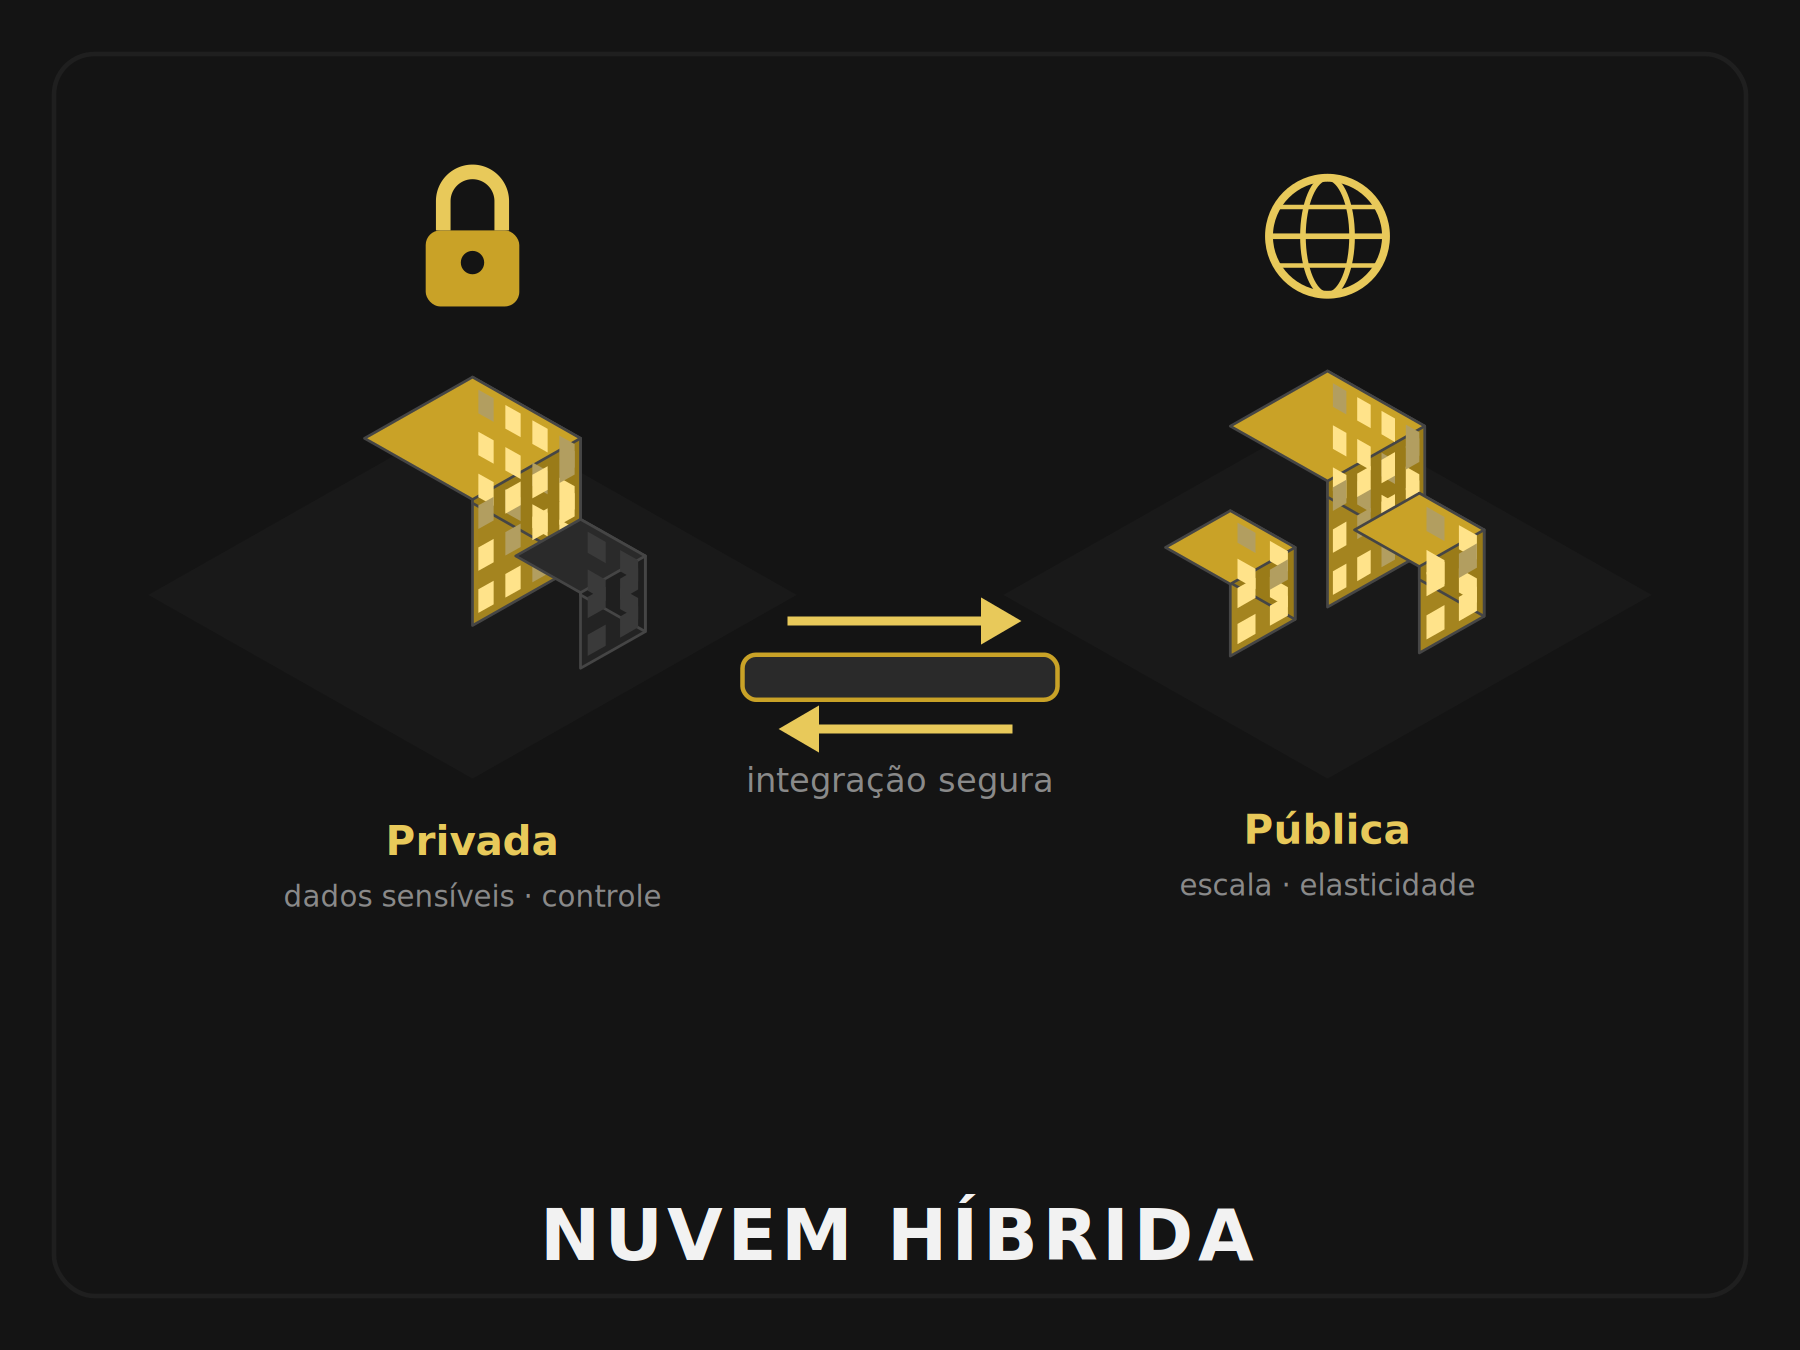 integração segura
Privada
dados sensíveis · controle
Pública
escala · elasticidade
NUVEM HÍBRIDA